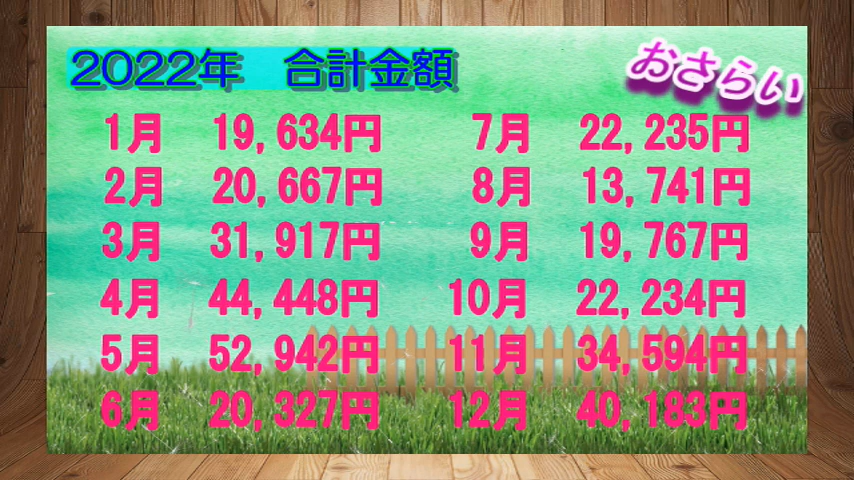 2022年 合計金額
おさらい
1月 19,634円
2月 20,667円
3月 31,917円
4月 44,448円
5月 52,942円
6月 20,327円
7月 22,235円
8月 13,741円
9月 19,767円
10月 22,234円
11月 34,594円
12月 40,183円